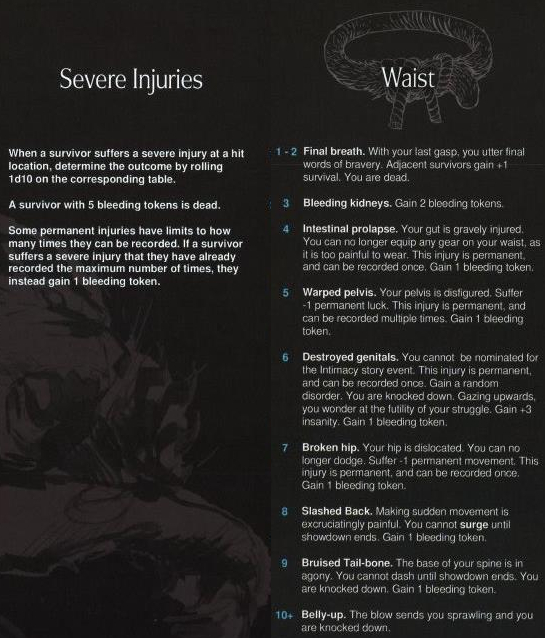 Severe Injuries
When a survivor suffers a severe injury at a hit
location, determine the outcome by rolling
1d10 on the corresponding table.
A survivor with 5 bleeding tokens is dead.
Some permanent injuries have limits to how
many times they can be recorded. If a survivor
suffers a severe injury that they have already
recorded the maximum number of times, they
instead gain 1 bleeding token.
Waist
1 - 2 Final breath. With your last gasp, you utter final
words of bravery. Adjacent survivors gain +1
survival. You are dead.
3 Bleeding kidneys. Gain 2 bleeding tokens.
4 Intestinal prolapse. Your gut is gravely injured.
You can no longer equip any gear on your waist, as
it is too painful to wear. This injury is permanent,
and can be recorded once. Gain 1 bleeding token.
5 Warped pelvis. Your pelvis is disfigured. Suffer
-1 permanent luck. This injury is permanent, and
can be recorded multiple times. Gain 1 bleeding
token.
6 Destroyed genitals. You cannot be nominated for
the Intimacy story event. This injury is permanent,
and can be recorded once. Gain a random
disorder. You are knocked down. Gazing upwards,
you wonder at the futility of your struggle. Gain +3
insanity. Gain 1 bleeding token.
7 Broken hip. Your hip is dislocated. You can no
longer dodge. Suffer -1 permanent movement. This
injury is permanent, and can be recorded once.
Gain 1 bleeding token.
8 Slashed Back. Making sudden movement is
excruciatingly painful. You cannot surge until
showdown ends. Gain 1 bleeding token.
9 Bruised Tail-bone. The base of your spine is in
agony. You cannot dash until showdown ends. You
are knocked down. Gain 1 bleeding token.
10+ Belly-up. The blow sends you sprawling and you
are knocked down.